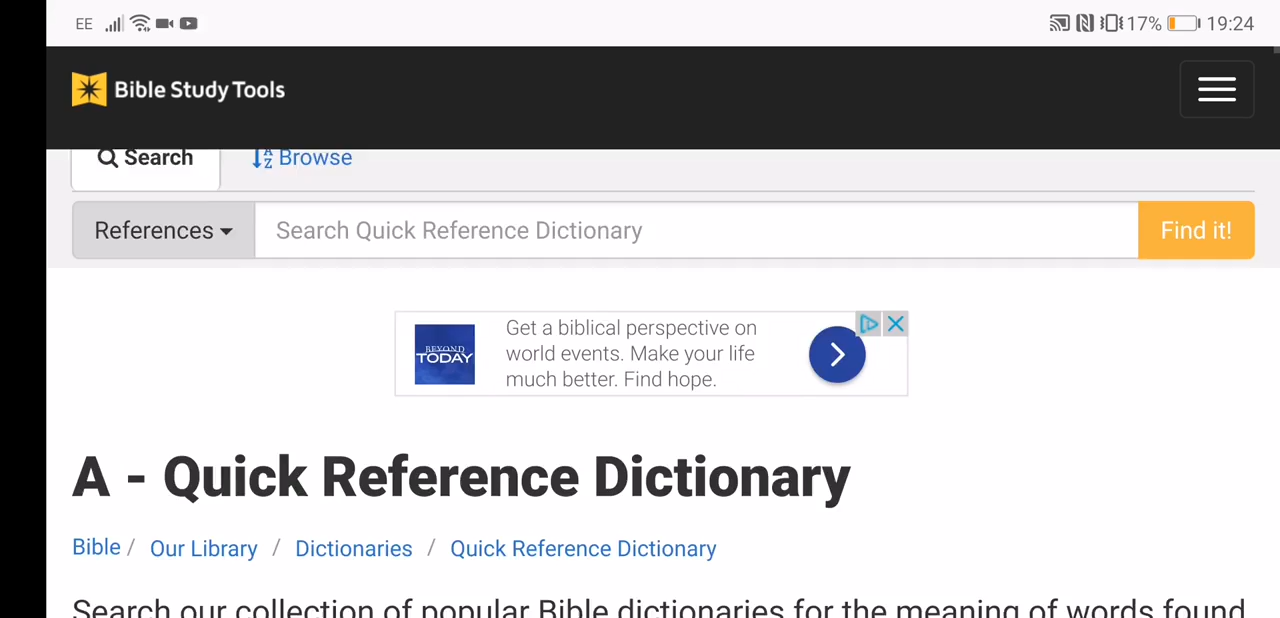 EE 17% 19:24
Bible Study Tools
Search Browse
References Search Quick Reference Dictionary Find it!
BEYOND
TODAY
Get a biblical perspective on
world events. Make your life
much better. Find hope.
A - Quick Reference Dictionary
Bible / Our Library / Dictionaries / Quick Reference Dictionary
Search our collection of popular Bible dictionaries for the meaning of words found